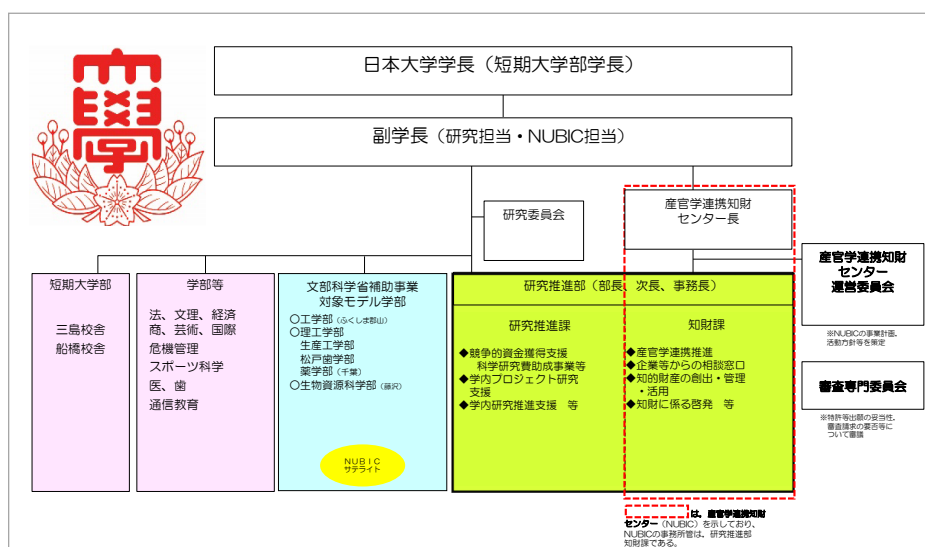 大學
日本大学学長（短期大学部学長）
副学長（研究担当・NUBIC担当）
研究委員会
産官学連携知財
センター長
産官学連携知財
センター
運営委員会
※NUBICの事業計画、
活動方針等を策定
審査専門委員会
※特許等出願の妥当性、
審査請求の要否等に
ついて審議
短期大学部
三島校舎
船橋校舎
学部等
法、文理、経済
商、芸術、国際
危機管理
スポーツ科学
医、歯
通信教育
文部科学省補助事業
対象モデル学部
○工学部（ふくしま郡山）
○理工学部
生産工学部
松戸歯学部
薬学部（千葉）
○生物資源科学部（藤沢）
NUBIC
サテライト
研究推進部（部長、次長、事務長）
研究推進課
◆競争的資金獲得支援
科学研究費助成事業等
◆学内プロジェクト研究
支援
◆学内研究推進支援　等
知財課
◆産官学連携推進
◆企業等からの相談窓口
◆知的財産の創出・管理
・活用
◆知財に係る啓発　等
は、産官学連携知財
センター（NUBIC）を示しており、
NUBICの事務所管は、研究推進部
知財課である。